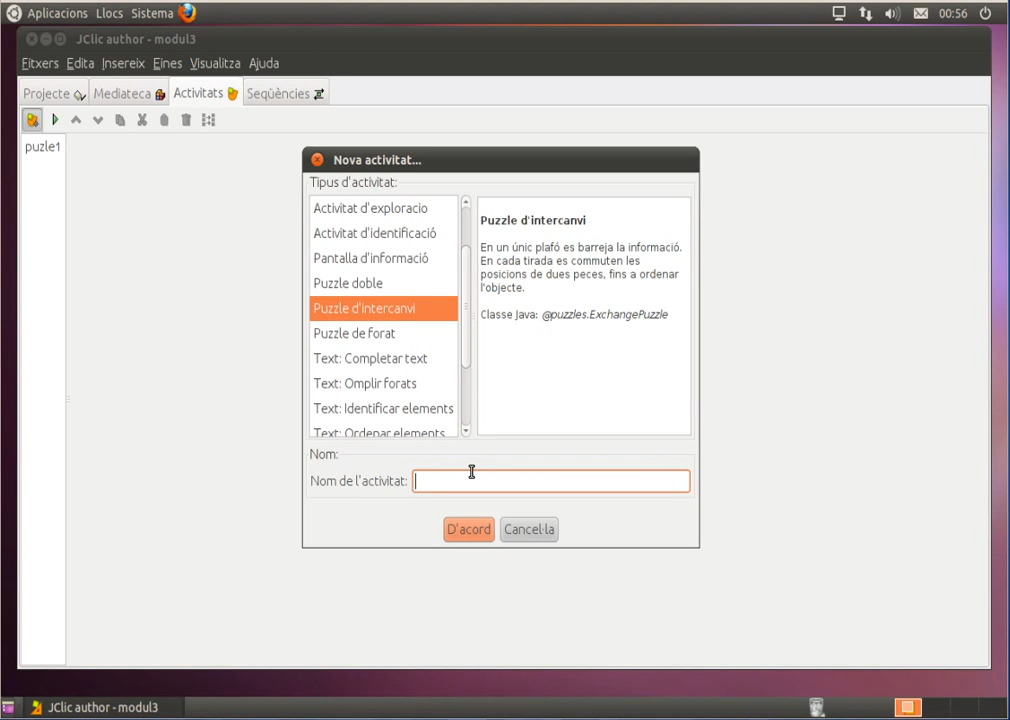 Aplicacions Llocs Sistema 00:56
JClic author - modul3
Fitxers Edita Insereix Eines Visualitza Ajuda
Projecte Mediateca Activitats Seqüències
puzle1
Nova activitat...
Tipus d'activitat:
Activitat d'exploracio
Activitat d'identificació
Pantalla d'informació
Puzzle doble
Puzzle d'intercanvi
Puzzle de forat
Text: Completar text
Text: Omplir forats
Text: Identificar elements
Text: Ordenar elements
Puzzle d'intercanvi
En un únic plafó es barreja la informació.
En cada tirada es commuten les
posicions de dues peces, fins a ordenar
l'objecte.
Classe Java: @puzzles.ExchangePuzzle
Nom:
Nom de l'activitat:
D'acord Cancel·la
JClic author - modul3